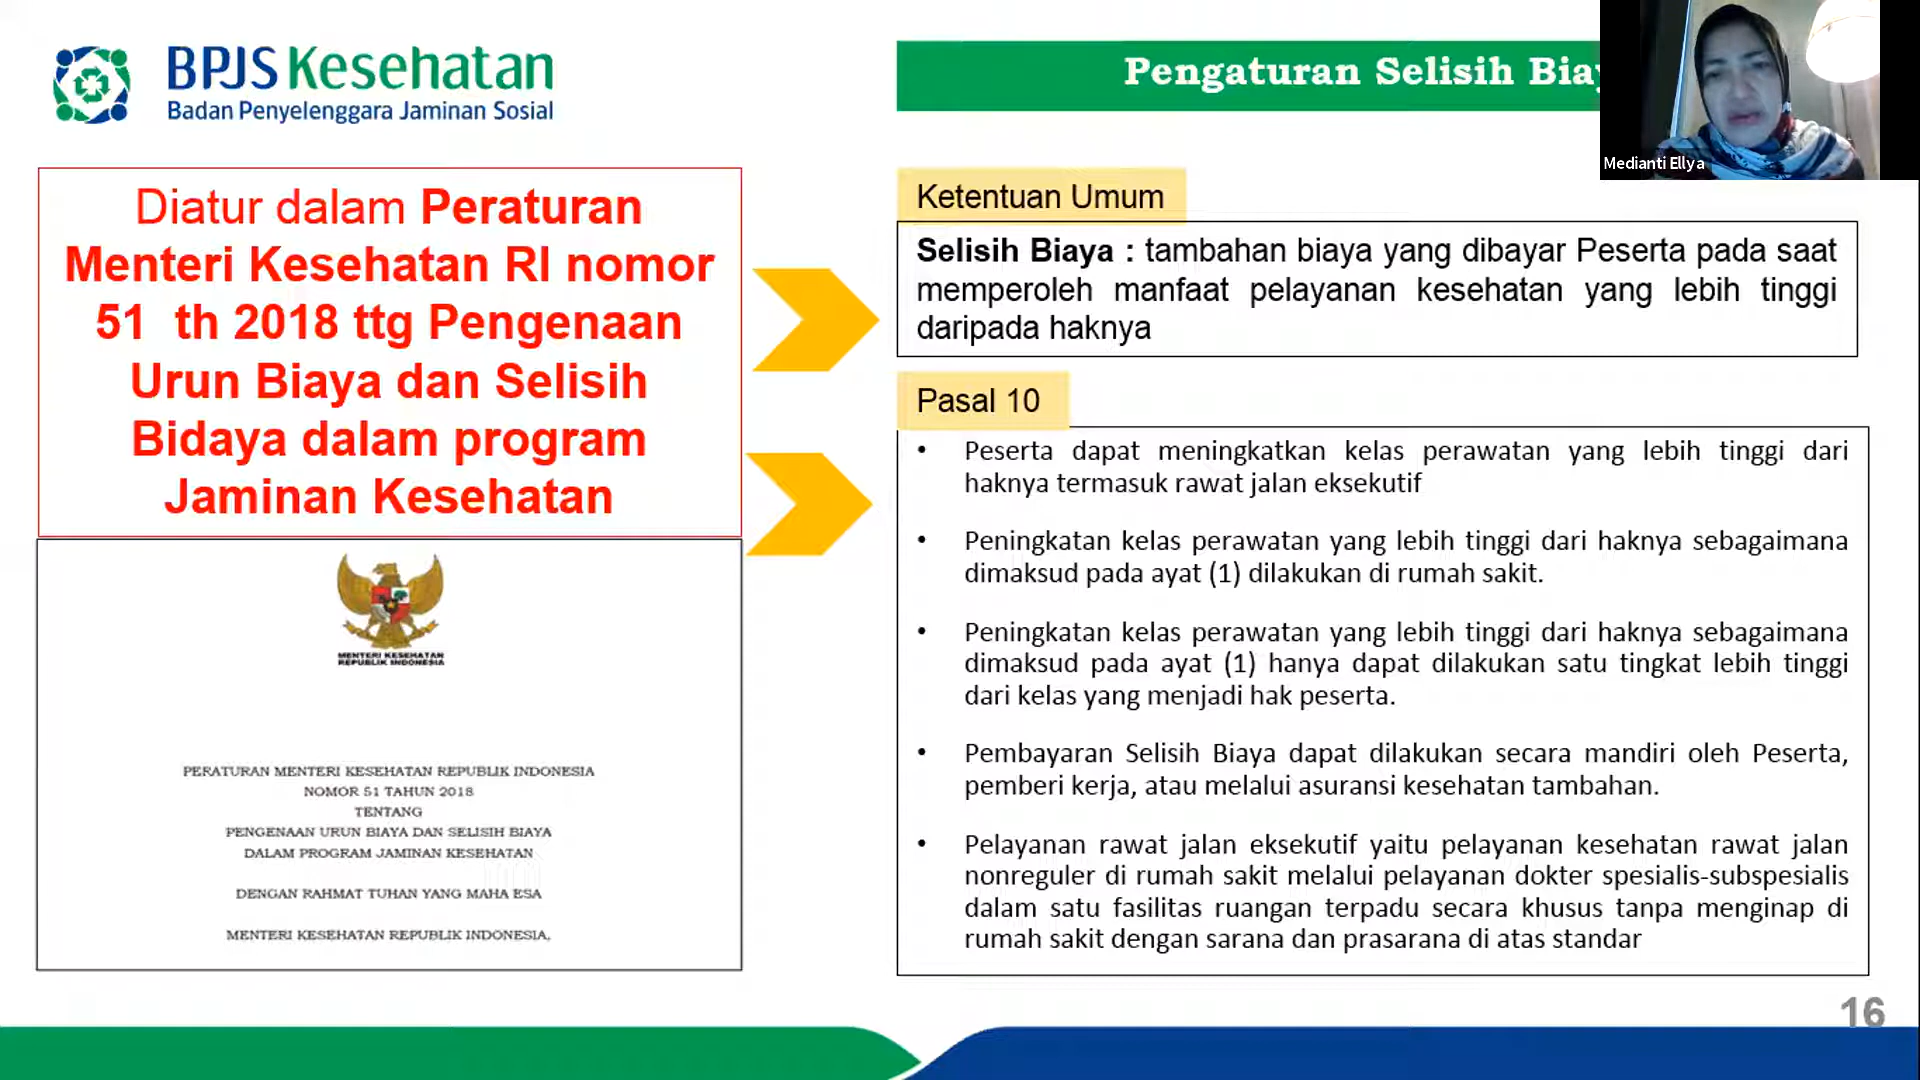 BPJS Kesehatan
Badan Penyelenggara Jaminan Sosial
Pengaturan Selisih
Medianti Ellya
Diatur dalam Peraturan
Menteri Kesehatan RI nomor
51 th 2018 ttg Pengenaan
Urun Biaya dan Selisih
Bidaya dalam program
Jaminan Kesehatan
MENTERI KESEHATAN
REPUBLIK INDONESIA
PERATURAN MENTERI KESEHATAN REPUBLIK INDONESIA
NOMOR 51 TAHUN 2018
TENTANG
PENGENAAN URUN BIAYA DAN SELISIH BIAYA
DALAM PROGRAM JAMINAN KESEHATAN
DENGAN RAHMAT TUHAN YANG MAHA ESA
MENTERI KESEHATAN REPUBLIK INDONESIA,
Ketentuan Umum
Selisih Biaya : tambahan biaya yang dibayar Peserta pada saat
memperoleh manfaat pelayanan kesehatan yang lebih tinggi
daripada haknya
Pasal 10
• Peserta dapat meningkatkan kelas perawatan yang lebih tinggi dari
haknya termasuk rawat jalan eksekutif
• Peningkatan kelas perawatan yang lebih tinggi dari haknya sebagaimana
dimaksud pada ayat (1) dilakukan di rumah sakit.
• Peningkatan kelas perawatan yang lebih tinggi dari haknya sebagaimana
dimaksud pada ayat (1) hanya dapat dilakukan satu tingkat lebih tinggi
dari kelas yang menjadi hak peserta.
• Pembayaran Selisih Biaya dapat dilakukan secara mandiri oleh Peserta,
pemberi kerja, atau melalui asuransi kesehatan tambahan.
• Pelayanan rawat jalan eksekutif yaitu pelayanan kesehatan rawat jalan
nonreguler di rumah sakit melalui pelayanan dokter spesialis-subspesialis
dalam satu fasilitas ruangan terpadu secara khusus tanpa menginap di
rumah sakit dengan sarana dan prasarana di atas standar
16